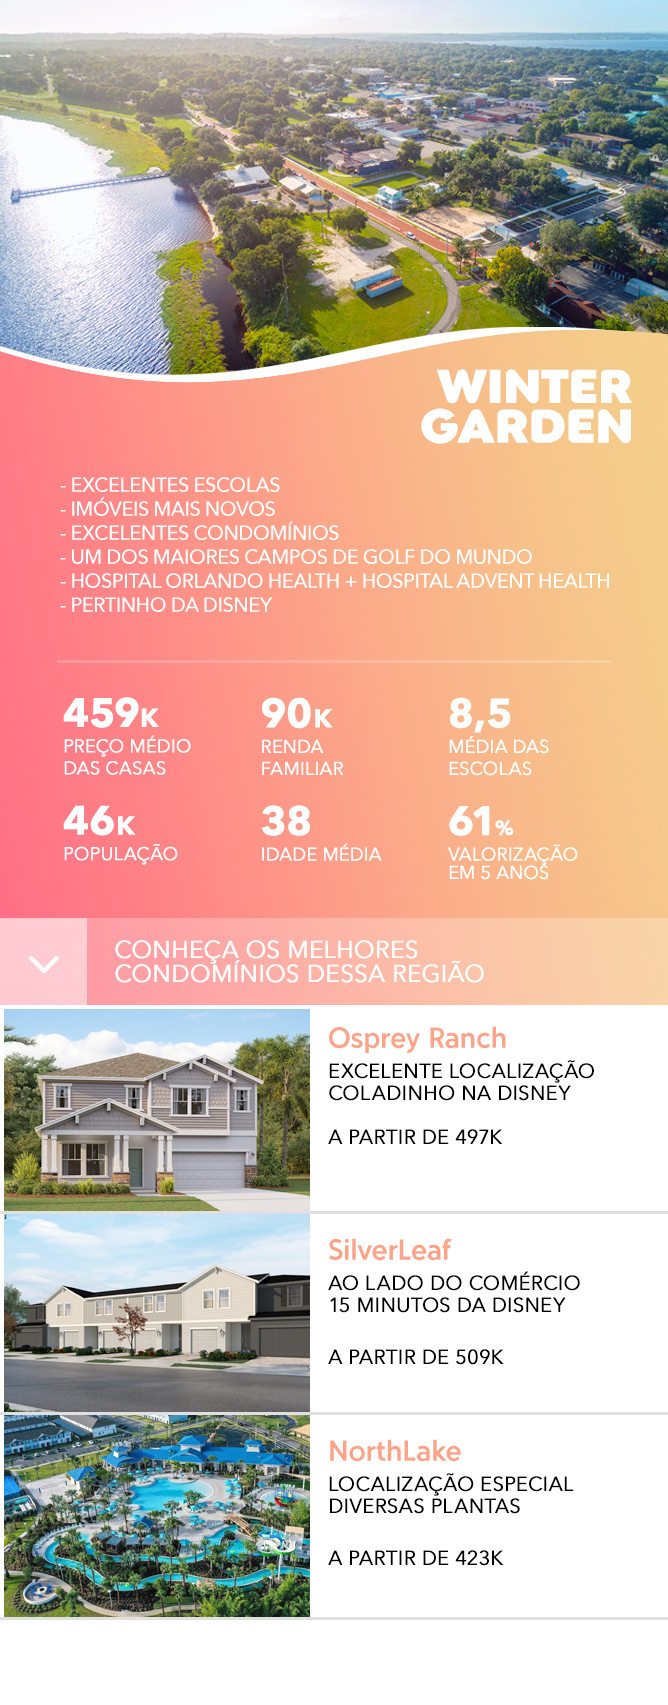 WINTER
GARDEN
- EXCELENTES ESCOLAS
- IMÓVEIS MAIS NOVOS
- EXCELENTES CONDOMÍNIOS
- UM DOS MAIORES CAMPOS DE GOLF DO MUNDO
- HOSPITAL ORLANDO HEALTH + HOSPITAL ADVENT HEALTH
- PERTINHO DA DISNEY
459K
PREÇO MÉDIO
DAS CASAS
90K
RENDA
FAMILIAR
8,5
MÉDIA DAS
ESCOLAS
46K
POPULAÇÃO
38
IDADE MÉDIA
61%
VALORIZAÇÃO
EM 5 ANOS
CONHEÇA OS MELHORES
CONDOMÍNIOS DESSA REGIÃO
Osprey Ranch
EXCELENTE LOCALIZAÇÃO
COLADINHO NA DISNEY
A PARTIR DE 497K
SilverLeaf
AO LADO DO COMÉRCIO
15 MINUTOS DA DISNEY
A PARTIR DE 509K
NorthLake
LOCALIZAÇÃO ESPECIAL
DIVERSAS PLANTAS
A PARTIR DE 423K